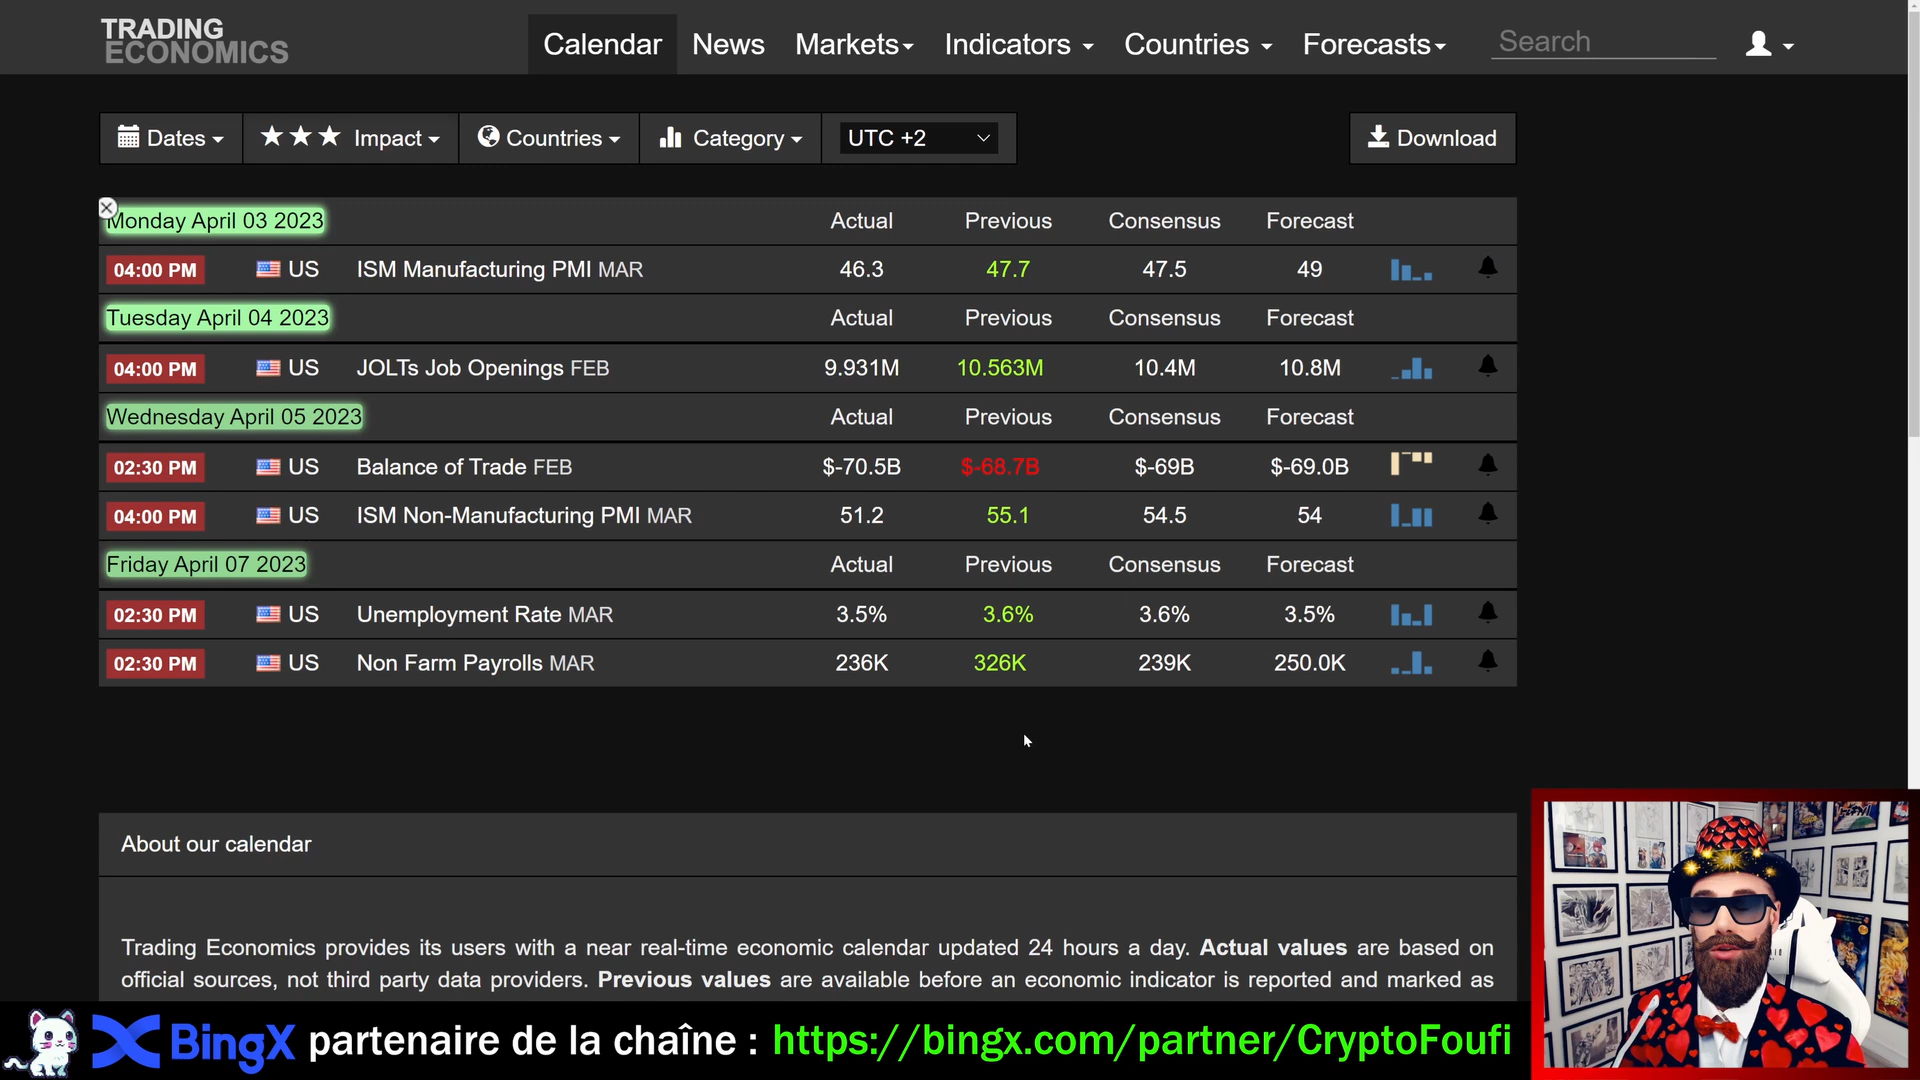 TRADING
ECONOMICS
Calendar News Markets Indicators Countries Forecasts Search
Dates Impact Countries Category UTC +2 Download
Monday April 03 2023 Actual Previous Consensus Forecast
04:00 PM US ISM Manufacturing PMI MAR 46.3 47.7 47.5 49
Tuesday April 04 2023 Actual Previous Consensus Forecast
04:00 PM US JOLTs Job Openings FEB 9.931M 10.563M 10.4M 10.8M
Wednesday April 05 2023 Actual Previous Consensus Forecast
02:30 PM US Balance of Trade FEB $-70.5B $-68.7B $-69B $-69.0B
04:00 PM US ISM Non-Manufacturing PMI MAR 51.2 55.1 54.5 54
Friday April 07 2023 Actual Previous Consensus Forecast
02:30 PM US Unemployment Rate MAR 3.5% 3.6% 3.6% 3.5%
02:30 PM US Non Farm Payrolls MAR 236K 326K 239K 250.0K
About our calendar
Trading Economics provides its users with a near real-time economic calendar updated 24 hours a day. Actual values are based on
official sources, not third party data providers. Previous values are available before an economic indicator is reported and marked as
BingX partenaire de la chaîne : https://bingx.com/partner/CryptoFoufi